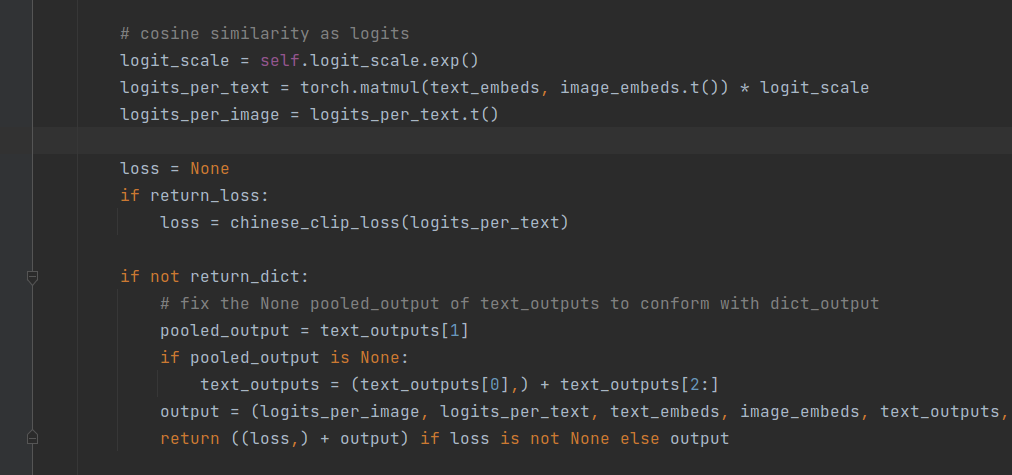 # cosine similarity as logits
logit_scale = self.logit_scale.exp()
logits_per_text = torch.matmul(text_embeds, image_embeds.t()) * logit_scale
logits_per_image = logits_per_text.t()
loss = None
if return_loss:
loss = chinese_clip_loss(logits_per_text)
if not return_dict:
# fix the None pooled_output of text_outputs to conform with dict_output
pooled_output = text_outputs[1]
if pooled_output is None:
text_outputs = (text_outputs[0],) + text_outputs[2:]
output = (logits_per_image, logits_per_text, text_embeds, image_embeds, text_outputs,
return ((loss,) + output) if loss is not None else output